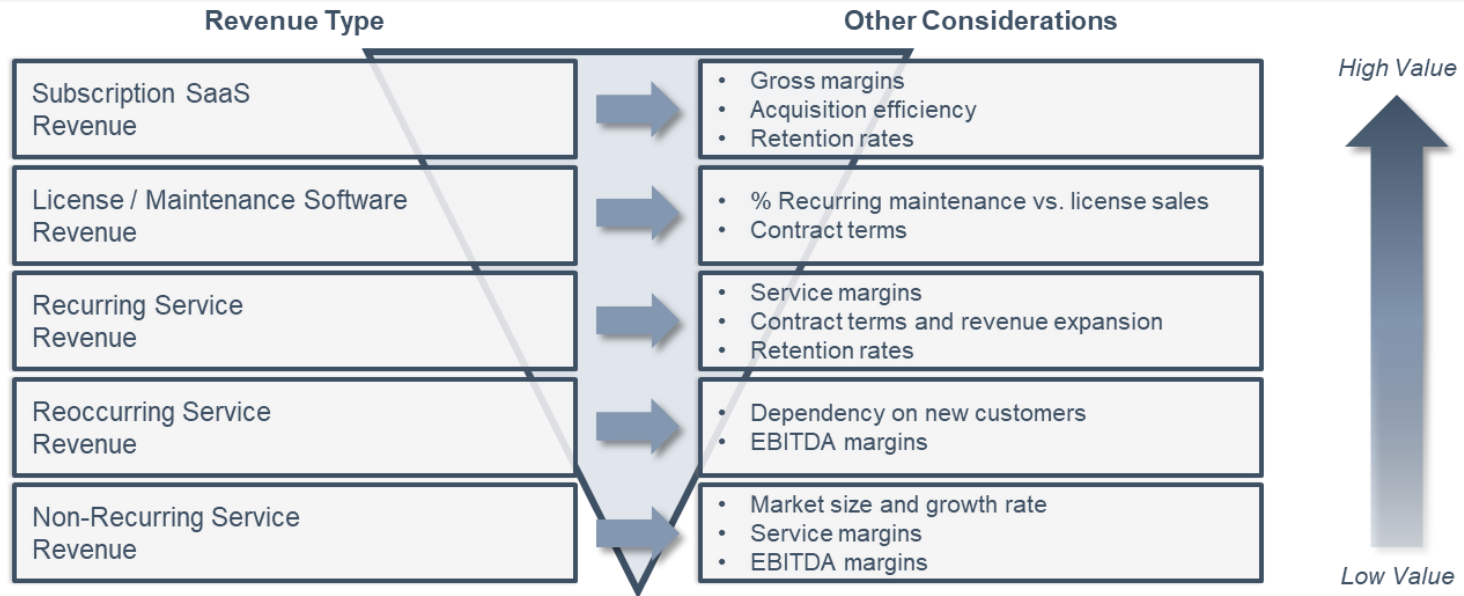 Revenue Type
Other Considerations
High Value
Subscription SaaS
Revenue
• Gross margins
• Acquisition efficiency
• Retention rates
License / Maintenance Software
Revenue
• % Recurring maintenance vs. license sales
• Contract terms
Recurring Service
Revenue
• Service margins
• Contract terms and revenue expansion
• Retention rates
Reoccurring Service
Revenue
• Dependency on new customers
• EBITDA margins
Non-Recurring Service
Revenue
• Market size and growth rate
• Service margins
• EBITDA margins
Low Value